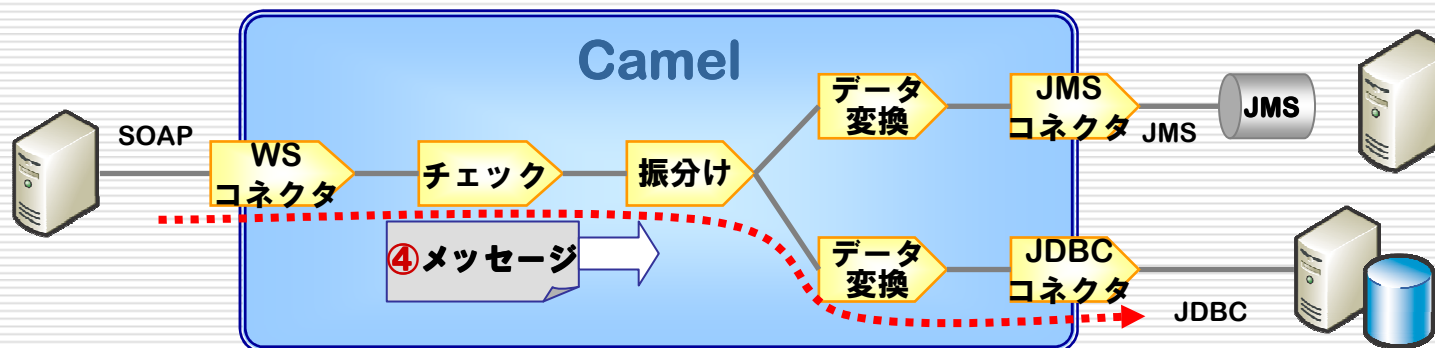 Camel
SOAP
WS
コネクタ
チェック
振分け
データ
変換
JMS
コネクタ
JMS
JMS
④メッセージ
データ
変換
JDBC
コネクタ
JDBC